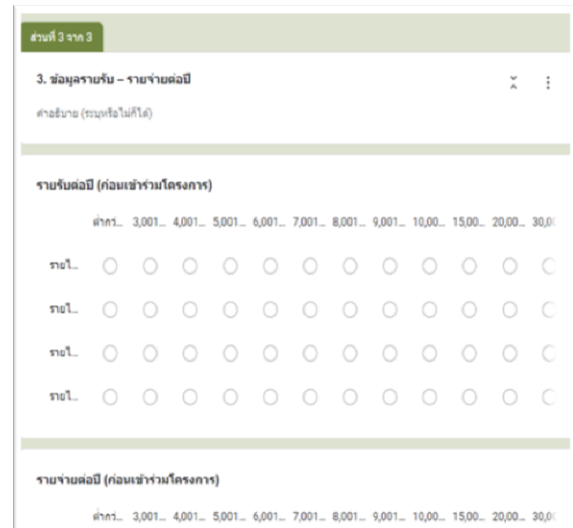 ส่วนที่ 3 จาก 3
3. ข้อมูลรายรับ – รายจ่ายต่อปี
คำอธิบาย (ระบุหรือไม่ก็ได้)
รายรับต่อปี (ก่อนเข้าร่วมโครงการ)
ต่ำกว่... 3,001... 4,001... 5,001... 6,001... 7,001... 8,001... 9,001... 10,00... 15,00... 20,00... 30,0
รายไ...
รายไ...
รายไ...
รายไ...
รายจ่ายต่อปี (ก่อนเข้าร่วมโครงการ)
ต่ำกว่... 3,001... 4,001... 5,001... 6,001... 7,001... 8,001... 9,001... 10,00... 15,00... 20,00... 30,0